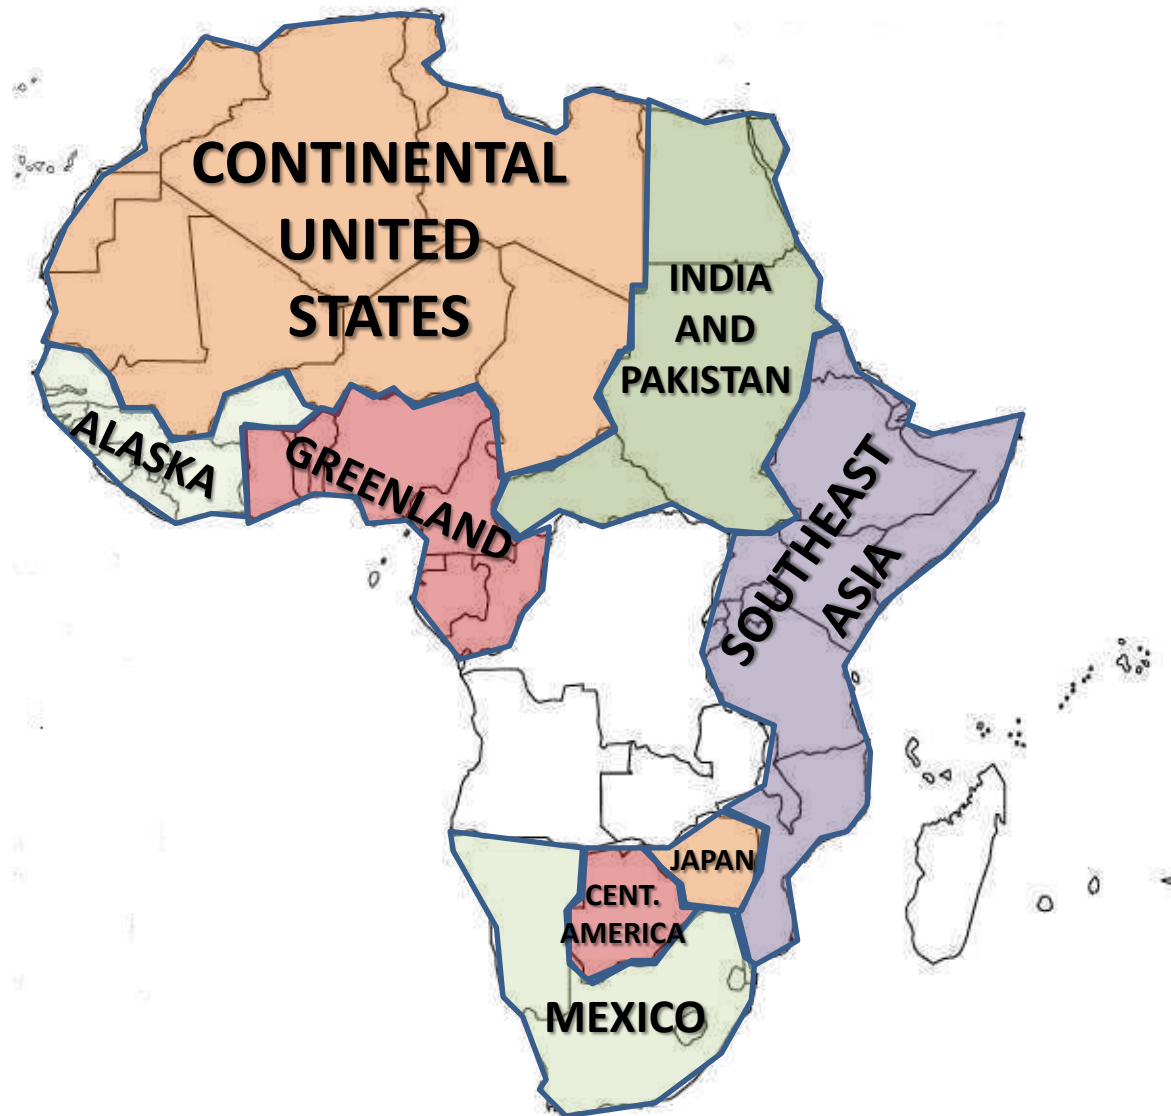 CONTINENTAL
UNITED
STATES
INDIA
AND
PAKISTAN
ALASKA
GREENLAND
SOUTHEAST
ASIA
JAPAN
CENT.
AMERICA
MEXICO